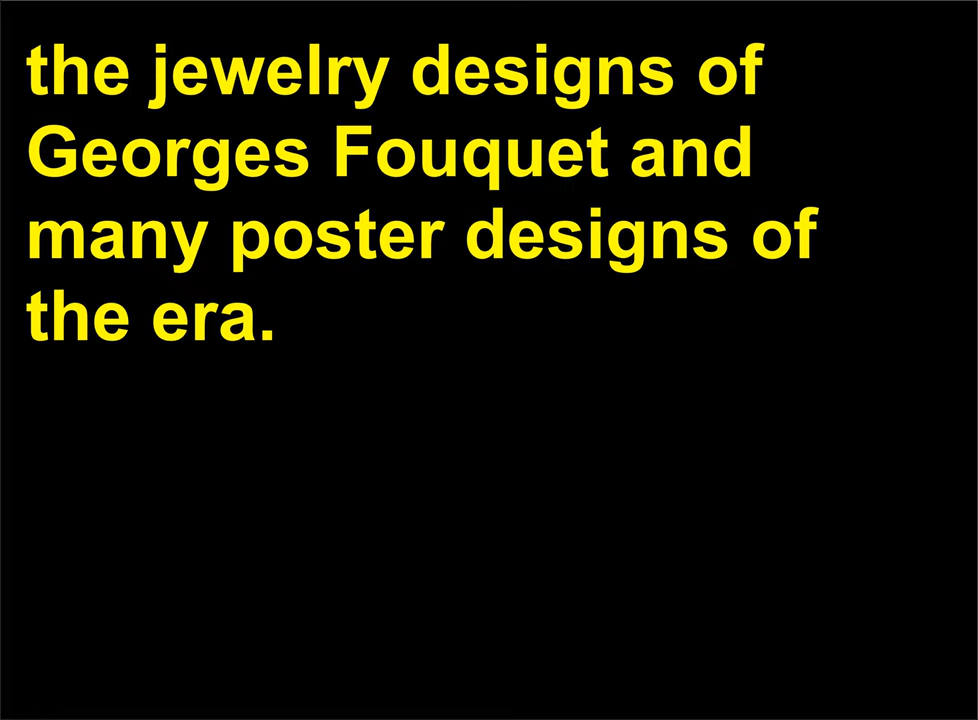 the jewelry designs of
Georges Fouquet and
many poster designs of
the era.